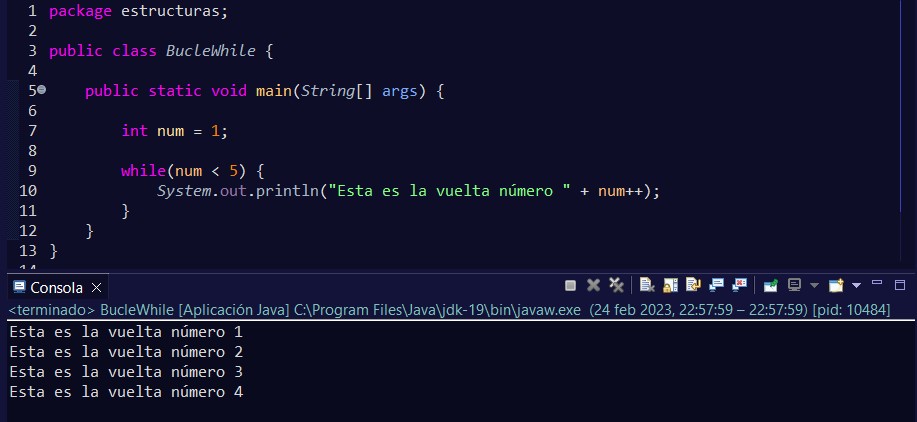 1 package estructuras;
2
3 public class BucleWhile {
4
5 public static void main(String[] args) {
6
7 int num = 1;
8
9 while(num < 5) {
10 System.out.println("Esta es la vuelta número " + num++);
11 }
12 }
13 }
14
Consola
<terminado> BucleWhile [Aplicación Java] C:\Program Files\Java\jdk-19\bin\javaw.exe (24 feb 2023, 22:57:59 – 22:57:59) [pid: 10484]
Esta es la vuelta número 1
Esta es la vuelta número 2
Esta es la vuelta número 3
Esta es la vuelta número 4